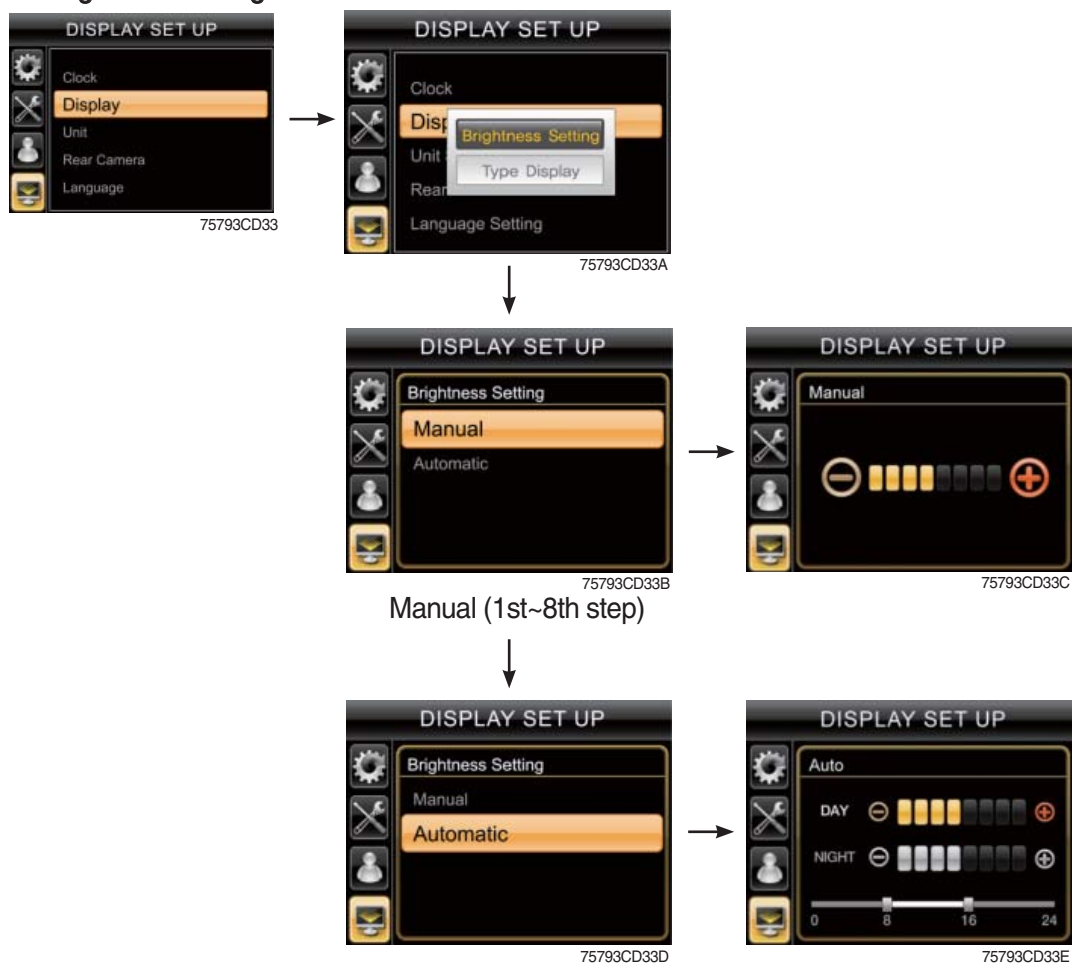 DISPLAY SET UP
Clock
Display
Unit
Rear Camera
Language
75793CD33
DISPLAY SET UP
Clock
Disp
Brightness Setting
Unit
Type Display
Rear
Language Setting
75793CD33A
DISPLAY SET UP
Brightness Setting
Manual
Automatic
75793CD33B
Manual (1st~8th step)
DISPLAY SET UP
Manual
75793CD33C
DISPLAY SET UP
Brightness Setting
Manual
Automatic
75793CD33D
DISPLAY SET UP
Auto
DAY
NIGHT
0 8 16 24
75793CD33E